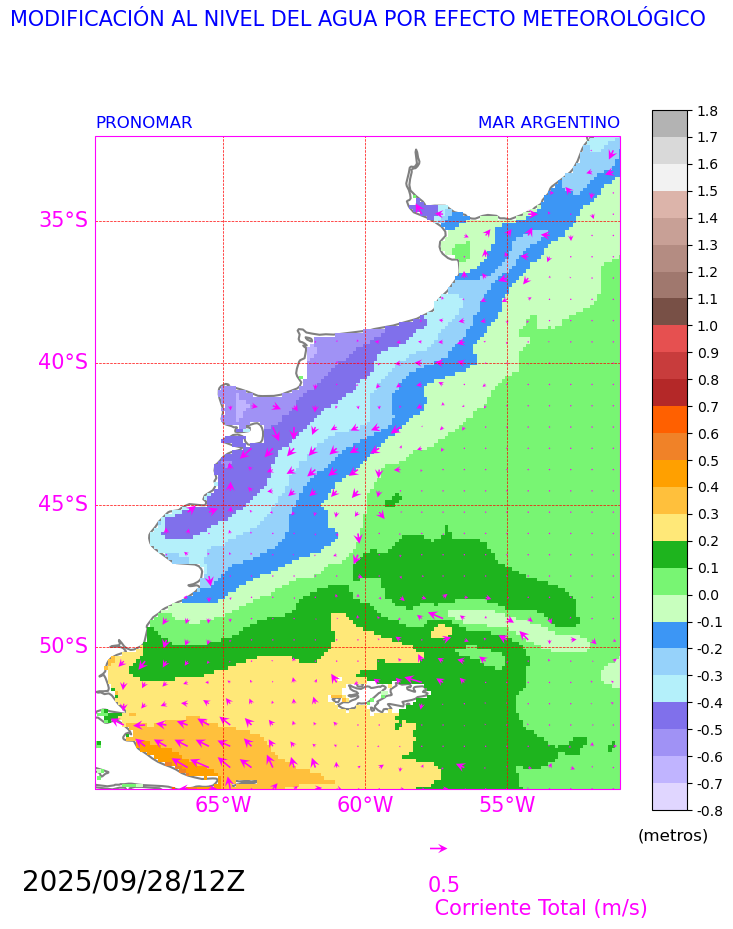 MODIFICACIÓN AL NIVEL DEL AGUA POR EFECTO METEOROLÓGICO
PRONOMAR MAR ARGENTINO
35°S
40°S
45°S
50°S
65°W 60°W 55°W
1.8
1.7
1.6
1.5
1.4
1.3
1.2
1.1
1.0
0.9
0.8
0.7
0.6
0.5
0.4
0.3
0.2
0.1
0.0
-0.1
-0.2
-0.3
-0.4
-0.5
-0.6
-0.7
-0.8
(metros)
2025/09/28/12Z
0.5
Corriente Total (m/s)